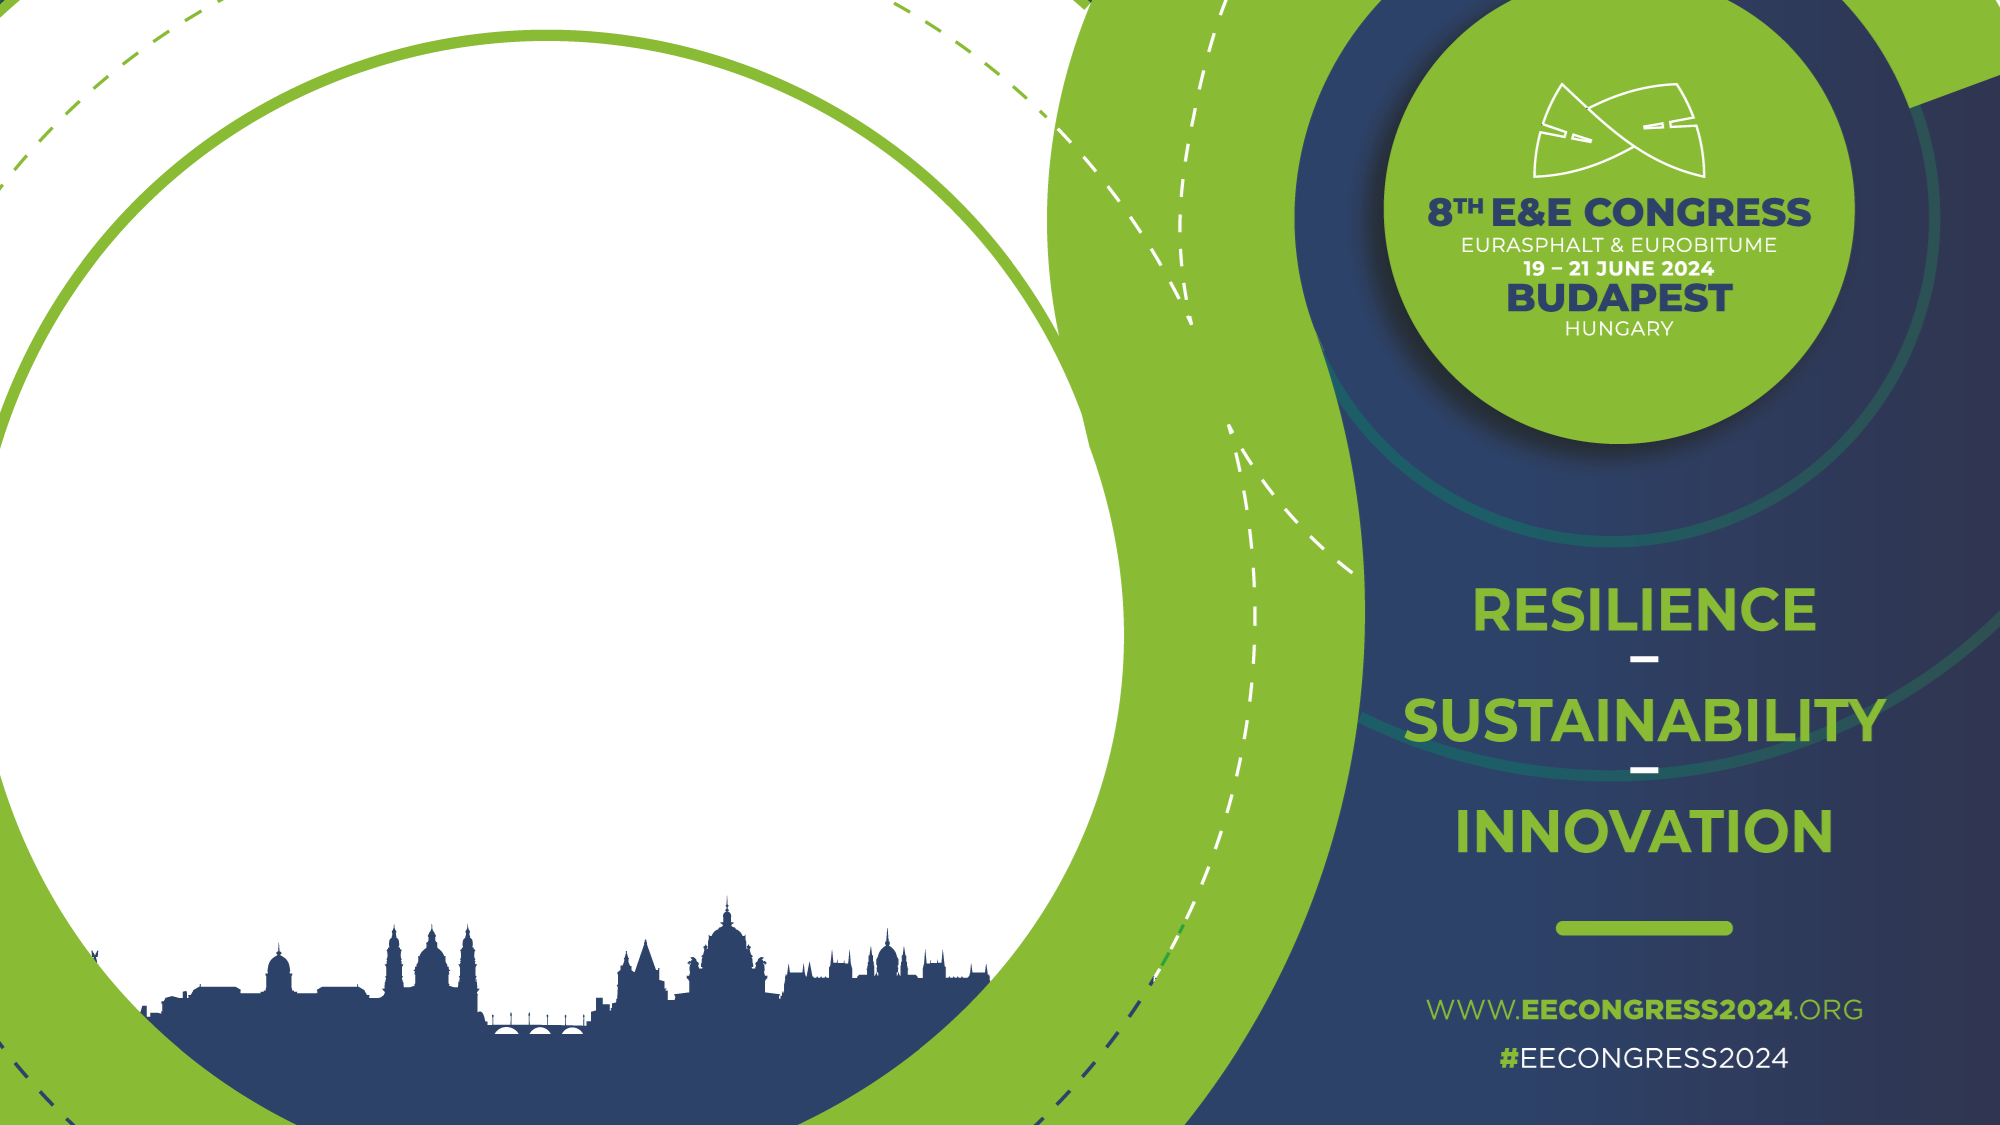 8TH E&E CONGRESS
EURASPHALT & EUROBITUME
19 – 21 JUNE 2024
BUDAPEST
HUNGARY
RESILIENCE
–
SUSTAINABILITY
–
INNOVATION
WWW.EECONGRESS2024.ORG
#EECONGRESS2024